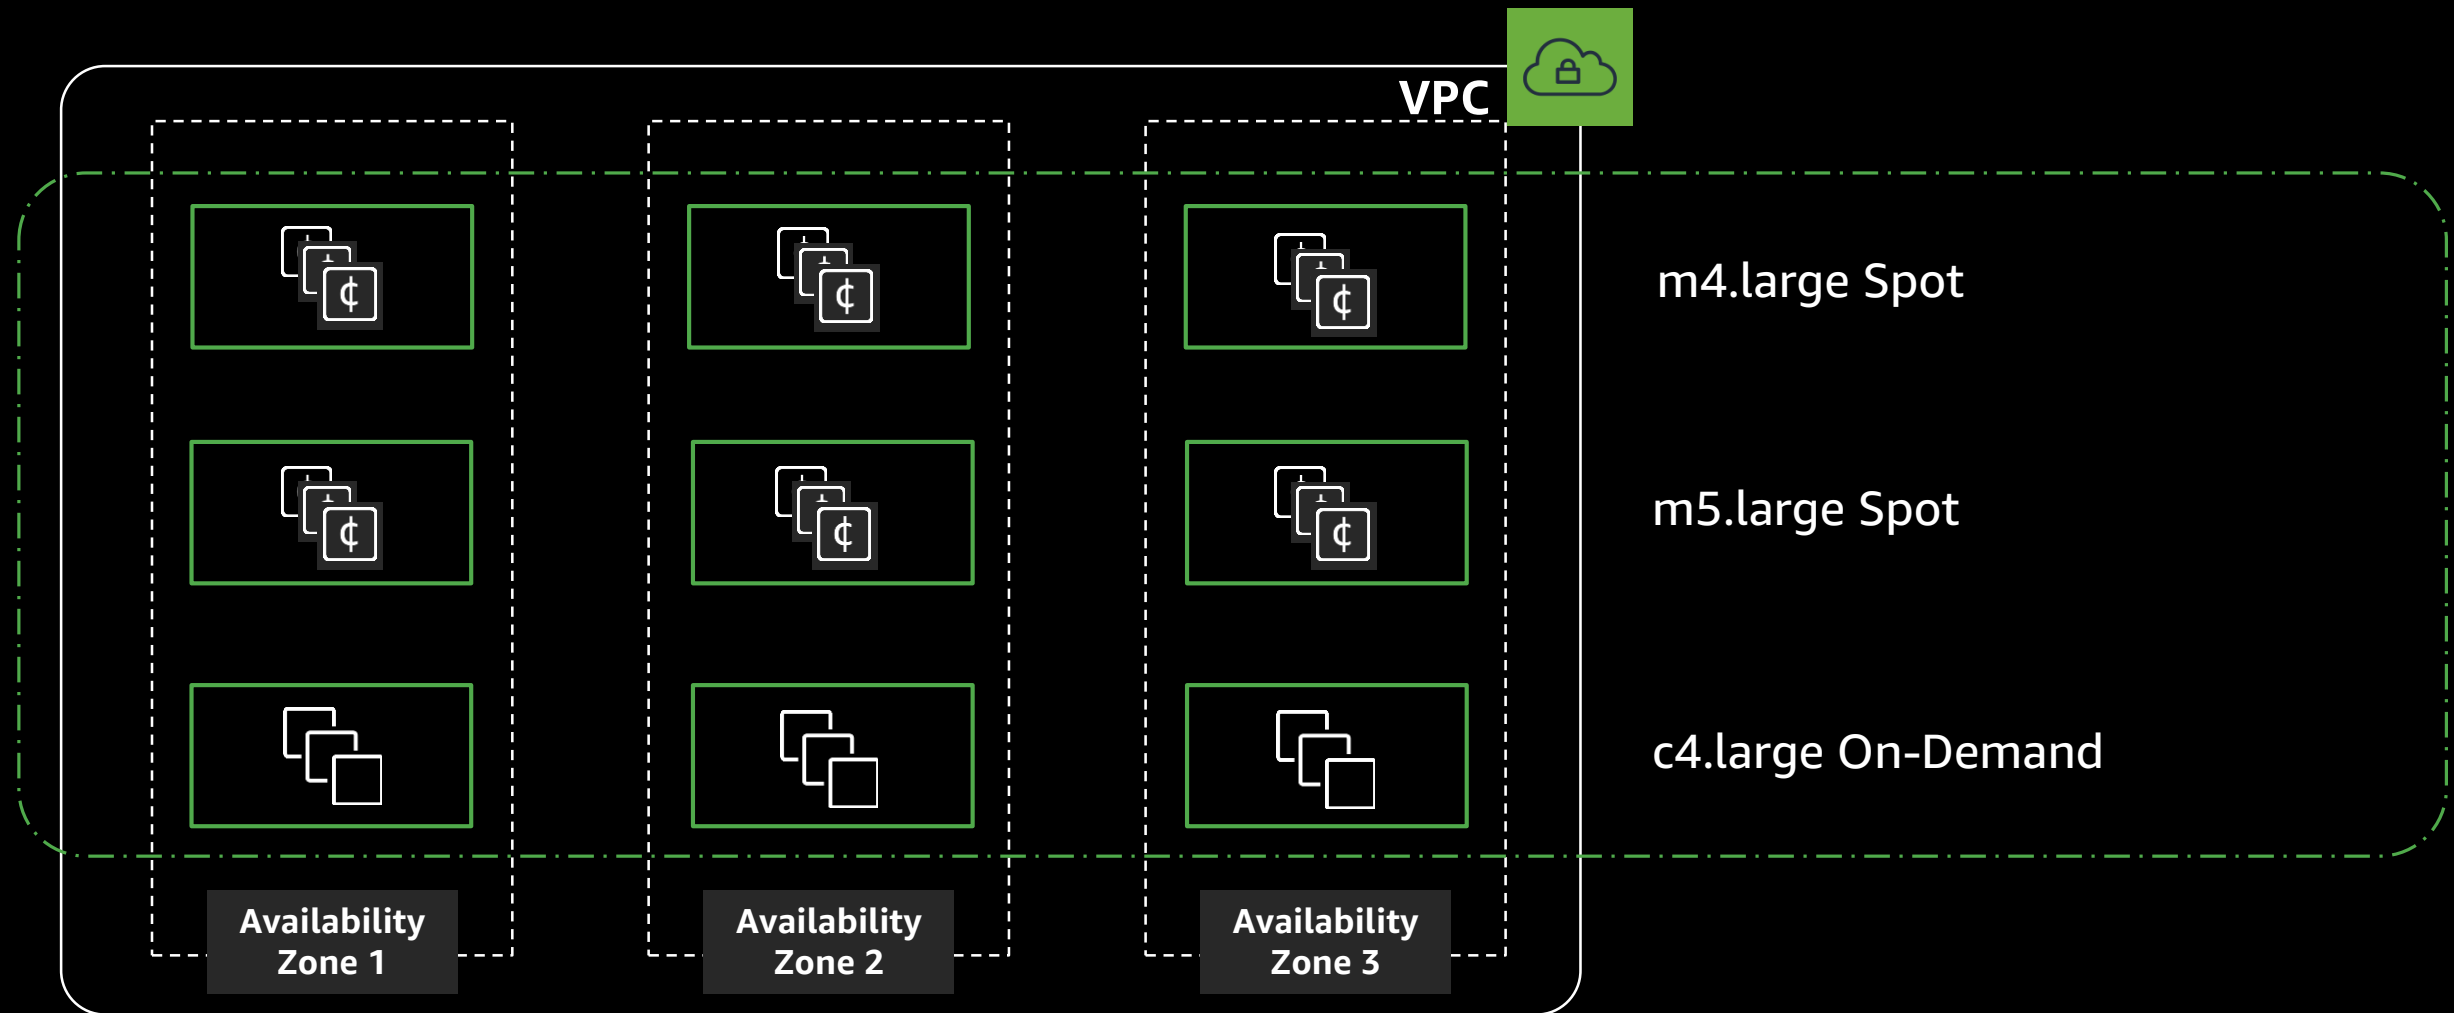 VPC
¢
¢
¢
m4.large Spot
¢
¢
¢
m5.large Spot
c4.large On-Demand
Availability
Zone 1
Availability
Zone 2
Availability
Zone 3